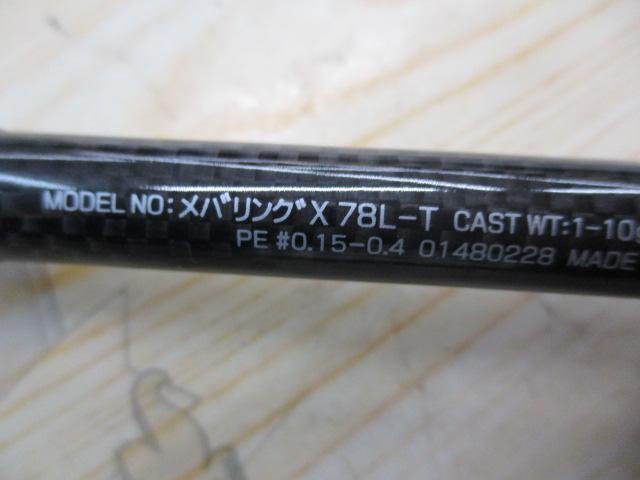 MODEL NO: メバリングX 78L-T CAST WT:1-10g
PE #0.15-0.4 01480228 MADE